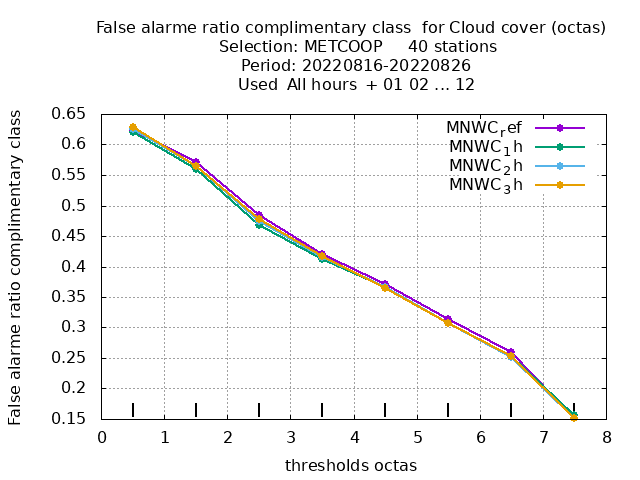 False alarme ratio complimentary class  for Cloud cover (octas)
Selection: METCOOP     40 stations
Period: 20220816-20220826
Used  All hours  + 01 02 ... 12
False alarme ratio complimentary class
0.65
0.6
0.55
0.5
0.45
0.4
0.35
0.3
0.25
0.2
0.15
MNWC_ref
MNWC_1h
MNWC_2h
MNWC_3h
0 1 2 3 4 5 6 7 8
thresholds octas